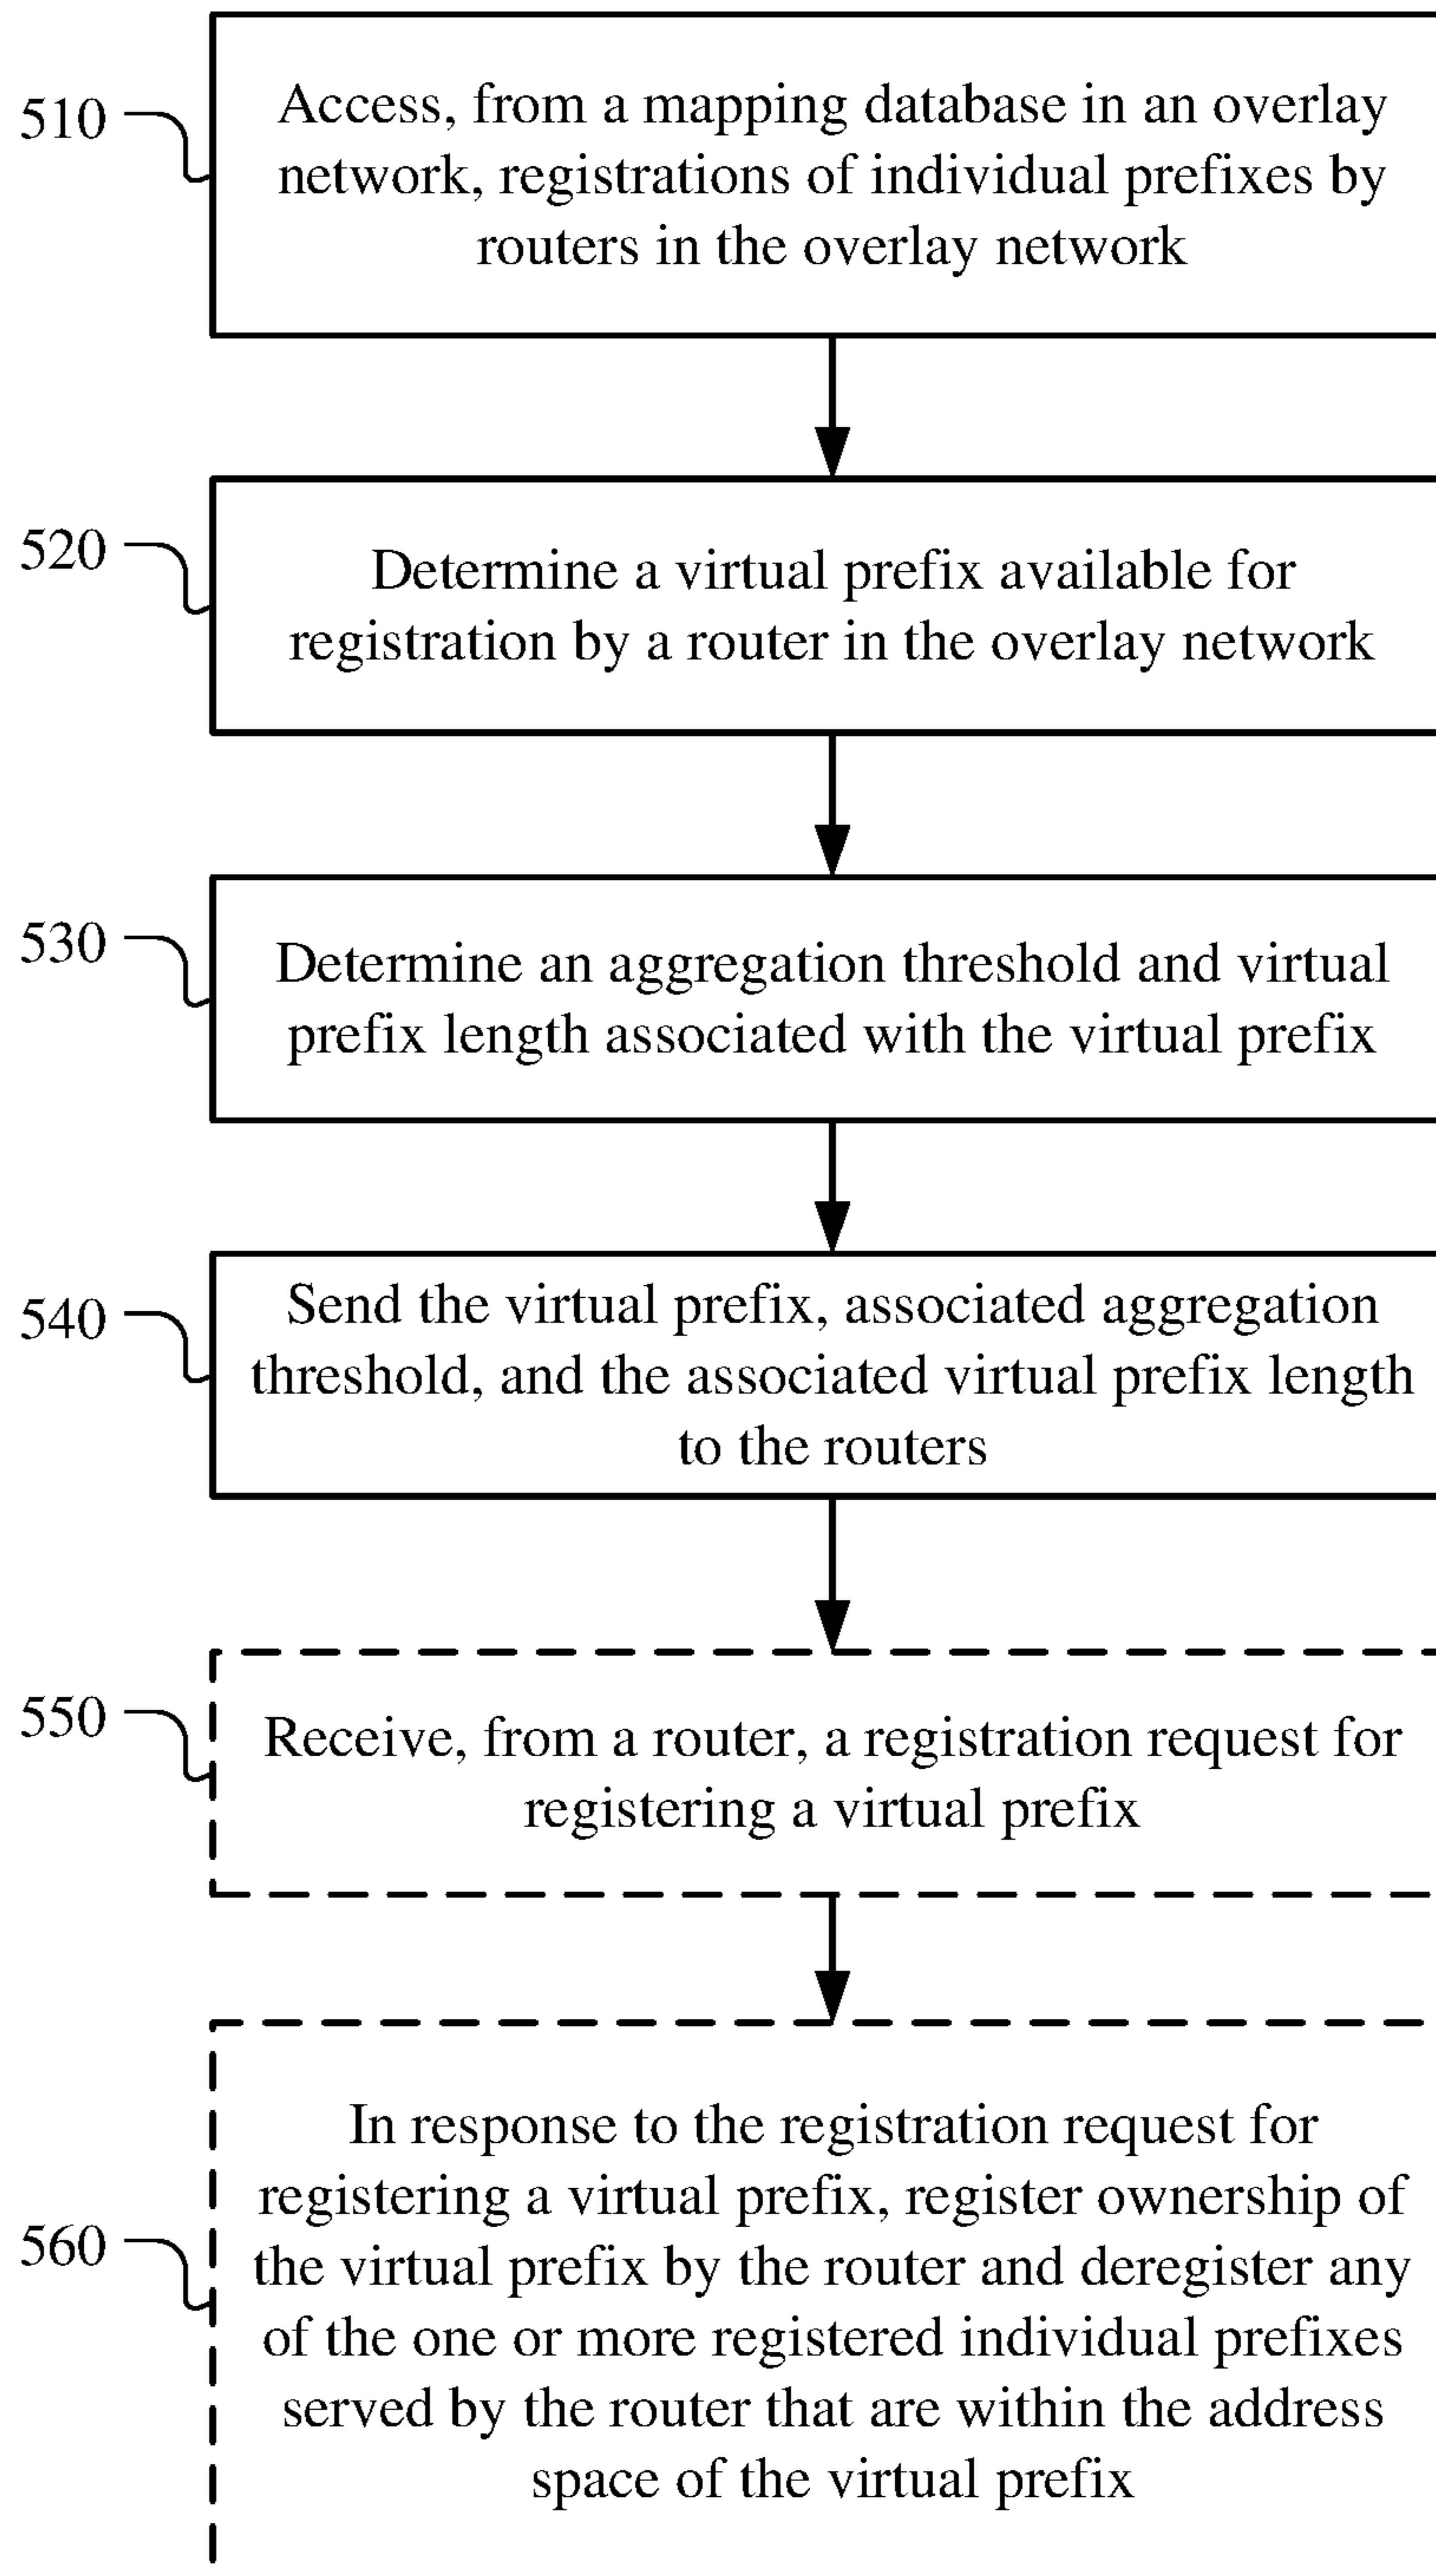 510
Access, from a mapping database in an overlay
network, registrations of individual prefixes by
routers in the overlay network
520
Determine a virtual prefix available for
registration by a router in the overlay network
530
Determine an aggregation threshold and virtual
prefix length associated with the virtual prefix
540
Send the virtual prefix, associated aggregation
threshold, and the associated virtual prefix length
to the routers
550
Receive, from a router, a registration request for
registering a virtual prefix
560
In response to the registration request for
registering a virtual prefix, register ownership of
the virtual prefix by the router and deregister any
of the one or more registered individual prefixes
served by the router that are within the address
space of the virtual prefix